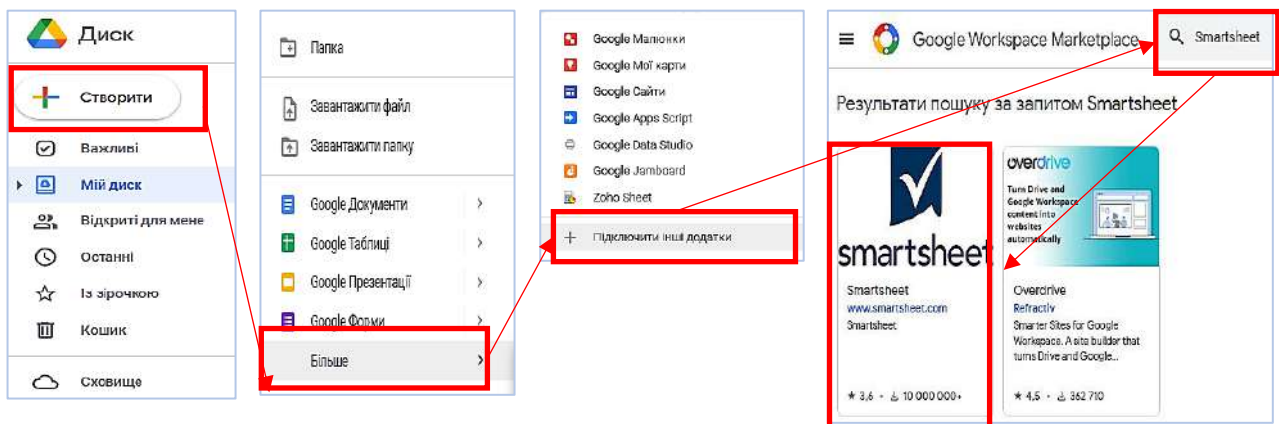 Диск
Створити
Важливі
Мій диск
Відкриті для мене
Останні
Із зірочкою
Кошик
Сховище
Папка
Завантажити файл
Завантажити папку
Google Документи
Google Таблиці
Google Презентації
Google Форми
Більше
Google Малюнки
Google Мої карти
Google Сайти
Google Apps Script
Google Data Studio
Google Jamboard
Zoho Sheet
Підключити інші додатки
Google Workspace Marketplace
Smartsheet
Результати пошуку за запитом Smartsheet
smartsheet
Smartsheet
www.smartsheet.com
Smartsheet
★ 3,6 · 10 000 000+
overdrive
Turn Drive and
Google Workspace
content into
websites
automatically
Overdrive
Refractiv
Smarter Sites for Google
Workspace. A site builder that
turns Drive and Google...
★ 4,5 · 362 710